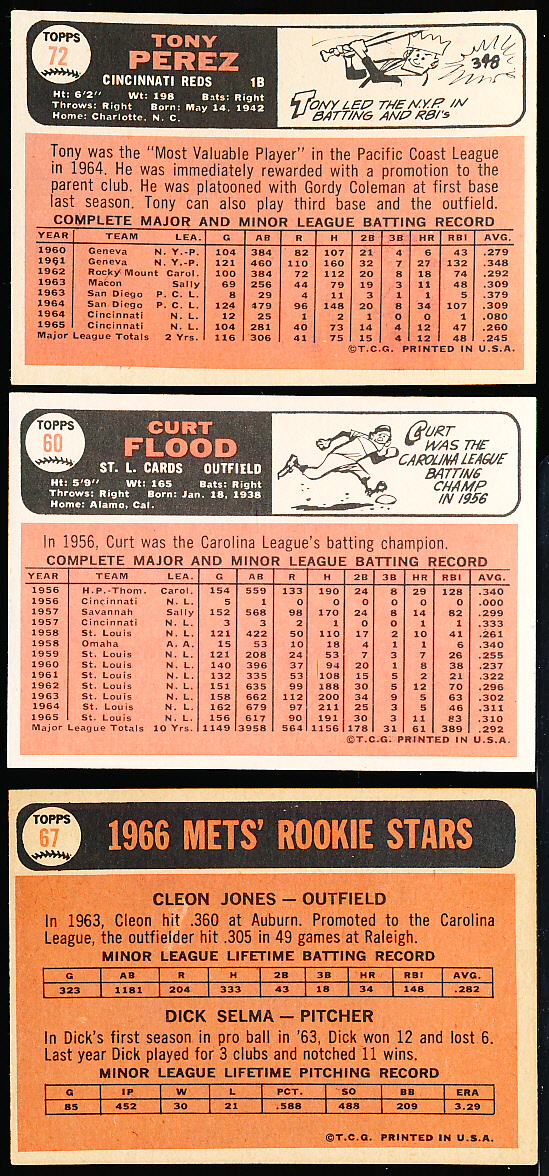 TOPPS
72
TONY
PEREZ
CINCINNATI REDS 1B
Ht: 6'2" Wt: 198 Bats: Right
Throws: Right Born: May 14, 1942
Home: Charlotte, N. C.
348
TONY LED THE N.Y.P. IN
BATTING AND RBI's
Tony was the "Most Valuable Player" in the Pacific Coast League
in 1964. He was immediately rewarded with a promotion to the
parent club. He was platooned with Gordy Coleman at first base
last season. Tony can also play third base and the outfield.
COMPLETE MAJOR AND MINOR LEAGUE BATTING RECORD
YEAR TEAM LEA. G AB R H 2B 3B HR RBI AVG.
1960 Geneva N. Y.-P. 104 384 82 107 21 4 6 43 .279
1961 Geneva N. Y.-P. 121 460 110 160 32 7 27 132 .348
1962 Rocky Mount Carol. 100 384 72 112 20 8 18 74 .292
1963 Macon Sally 69 256 44 79 19 3 11 48 .309
1963 San Diego P. C. L. 8 29 4 11 3 1 1 5 .379
1964 San Diego P. C. L. 124 479 96 148 20 8 34 107 .309
1964 Cincinnati N. L. 12 25 1 2 1 0 0 1 .080
1965 Cincinnati N. L. 104 281 40 73 14 4 12 47 .260
Major League Totals 2 Yrs. 116 306 41 75 15 4 12 48 .245
©T.C.G. PRINTED IN U.S.A.
TOPPS
60
CURT
FLOOD
ST. L. CARDS OUTFIELD
Ht: 5'9" Wt: 165 Bats: Right
Throws: Right Born: Jan. 18, 1938
Home: Alamo, Cal.
CURT
WAS THE
CAROLINA LEAGUE
BATTING
CHAMP
IN 1956
In 1956, Curt was the Carolina League's batting champion.
COMPLETE MAJOR AND MINOR LEAGUE BATTING RECORD
YEAR TEAM LEA. G AB R H 2B 3B HR RBI AVG.
1956 H.P.-Thom. Carol. 154 559 133 190 24 8 29 128 .340
1956 Cincinnati N. L. 5 1 0 0 0 0 0 0 .000
1957 Savannah Sally 152 568 98 170 24 8 14 82 .299
1957 Cincinnati N. L. 3 3 2 1 0 0 1 1 .333
1958 St. Louis N. L. 121 422 50 110 17 2 10 41 .261
1958 Omaha A. A. 15 53 10 18 4 1 1 6 .340
1959 St. Louis N. L. 121 208 24 53 7 3 7 26 .255
1960 St. Louis N. L. 140 396 37 94 20 1 8 38 .237
1961 St. Louis N. L. 132 335 53 108 15 5 2 21 .322
1962 St. Louis N. L. 151 635 99 188 30 5 12 70 .296
1963 St. Louis N. L. 158 662 112 200 34 9 5 63 .302
1964 St. Louis N. L. 162 679 97 211 25 3 5 46 .311
1965 St. Louis N. L. 156 617 90 191 30 3 11 83 .310
Major League Totals 10 Yrs. 1149 3958 564 1156 178 31 61 389 .292
©T.C.G. PRINTED IN U.S.A.
TOPPS
67
1966 METS' ROOKIE STARS
CLEON JONES — OUTFIELD
In 1963, Cleon hit .360 at Auburn. Promoted to the Carolina
League, the outfielder hit .305 in 49 games at Raleigh.
MINOR LEAGUE LIFETIME BATTING RECORD
G AB R H 2B 3B HR RBI AVG.
323 1181 204 333 43 18 34 148 .282
DICK SELMA — PITCHER
In Dick's first season in pro ball in '63, Dick won 12 and lost 6.
Last year Dick played for 3 clubs and notched 11 wins.
MINOR LEAGUE LIFETIME PITCHING RECORD
G IP W L PCT. SO BB ERA
85 452 30 21 .588 488 209 3.29
©T.C.G. PRINTED IN U.S.A.